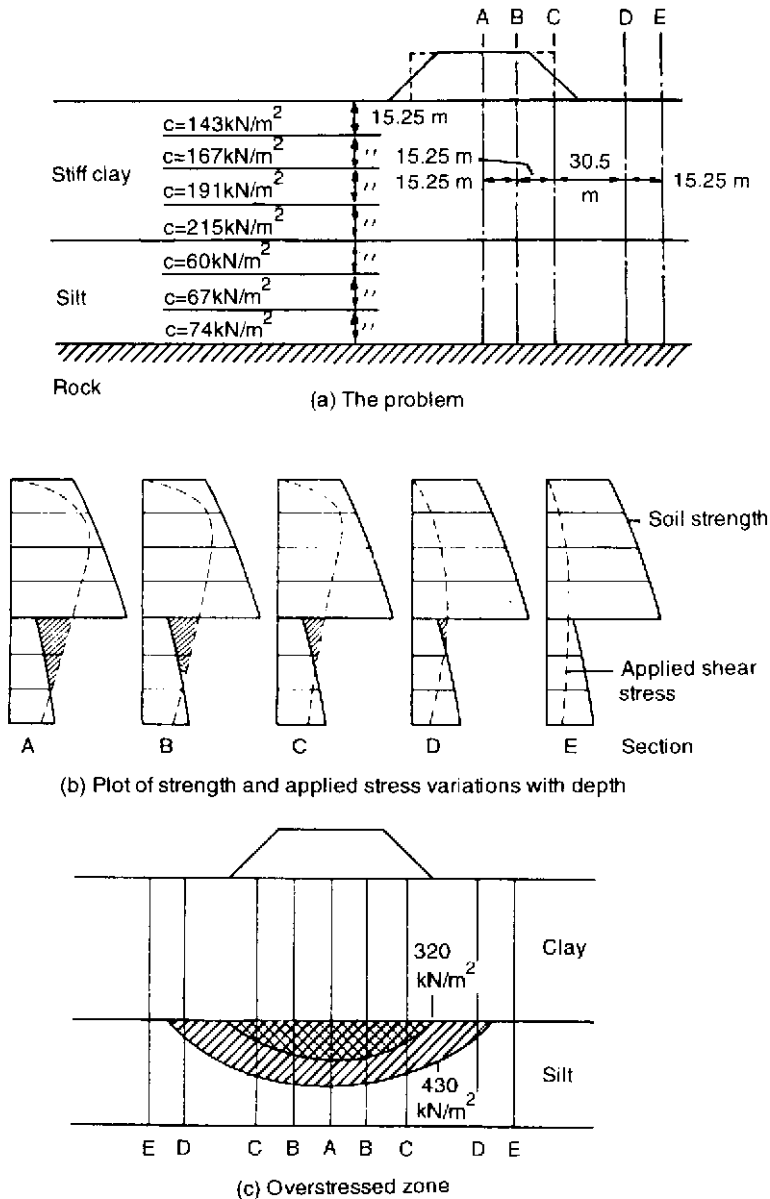 A B C D E
c=143kN/m²
15.25 m
c=167kN/m²
〃
15.25 m
30.5
Stiff clay
c=191kN/m²
〃
15.25 m
m
15.25 m
c=215kN/m²
〃
c=60kN/m²
〃
Silt
c=67kN/m²
〃
c=74kN/m²
〃
Rock
(a) The problem
Soil strength
Applied shear
stress
A B C D E Section
(b) Plot of strength and applied stress variations with depth
320
kN/m²
Clay
Silt
430
kN/m²
E D C B A B C D E
(c) Overstressed zone